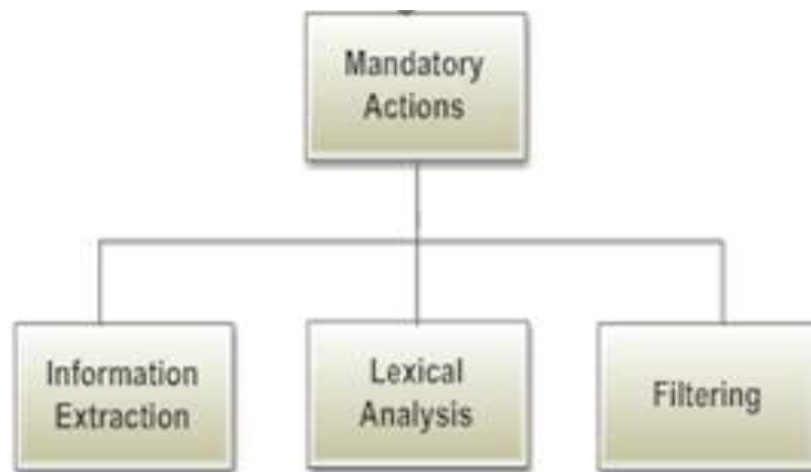 Mandatory
Actions
Information
Extraction
Lexical
Analysis
Filtering